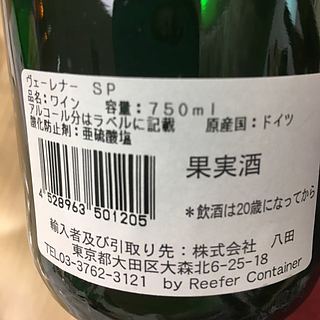 ヴェーレナー SP
品名:ワイン 容量:750ml
アルコール分はラベルに記載 原産国:ドイツ
酸化防止剤:亜硫酸塩
果実酒
4 528963 501205
＊飲酒は20歳になってから
輸入者及び引取り先:株式会社 八田
東京都大田区大森北6-25-18
TEL03-3762-3121 by Reefer Container